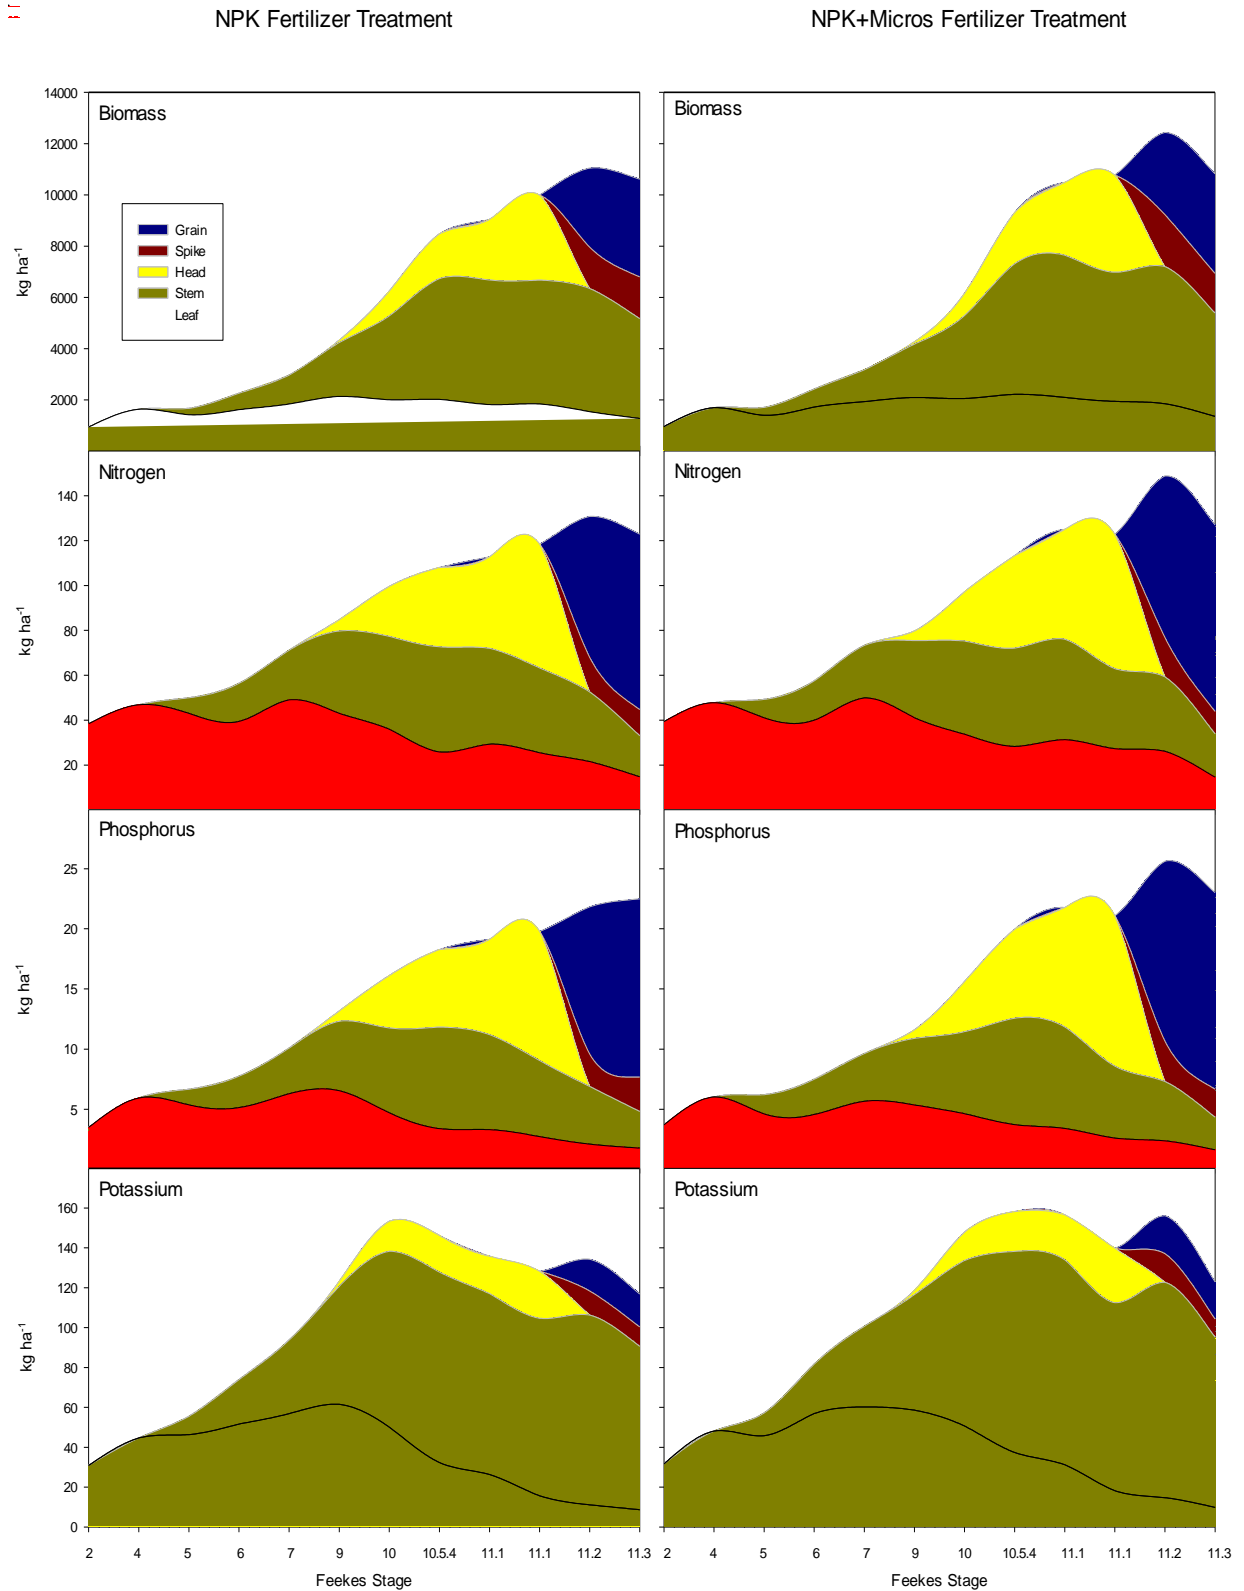 NPK Fertilizer Treatment
NPK+Micros Fertilizer Treatment
Biomass
Biomass
14000
12000
10000
8000
6000
4000
2000
kg ha-1
Grain
Spike
Head
Stem
Leaf
Nitrogen
Nitrogen
140
120
100
80
60
40
20
kg ha-1
Phosphorus
Phosphorus
25
20
15
10
5
kg ha-1
Potassium
Potassium
160
140
120
100
80
60
40
20
0
kg ha-1
2 4 5 6 7 9 10 10.5.4 11.1 11.1 11.2 11.3
2 4 5 6 7 9 10 10.5.4 11.1 11.1 11.2 11.3
Feekes Stage
Feekes Stage